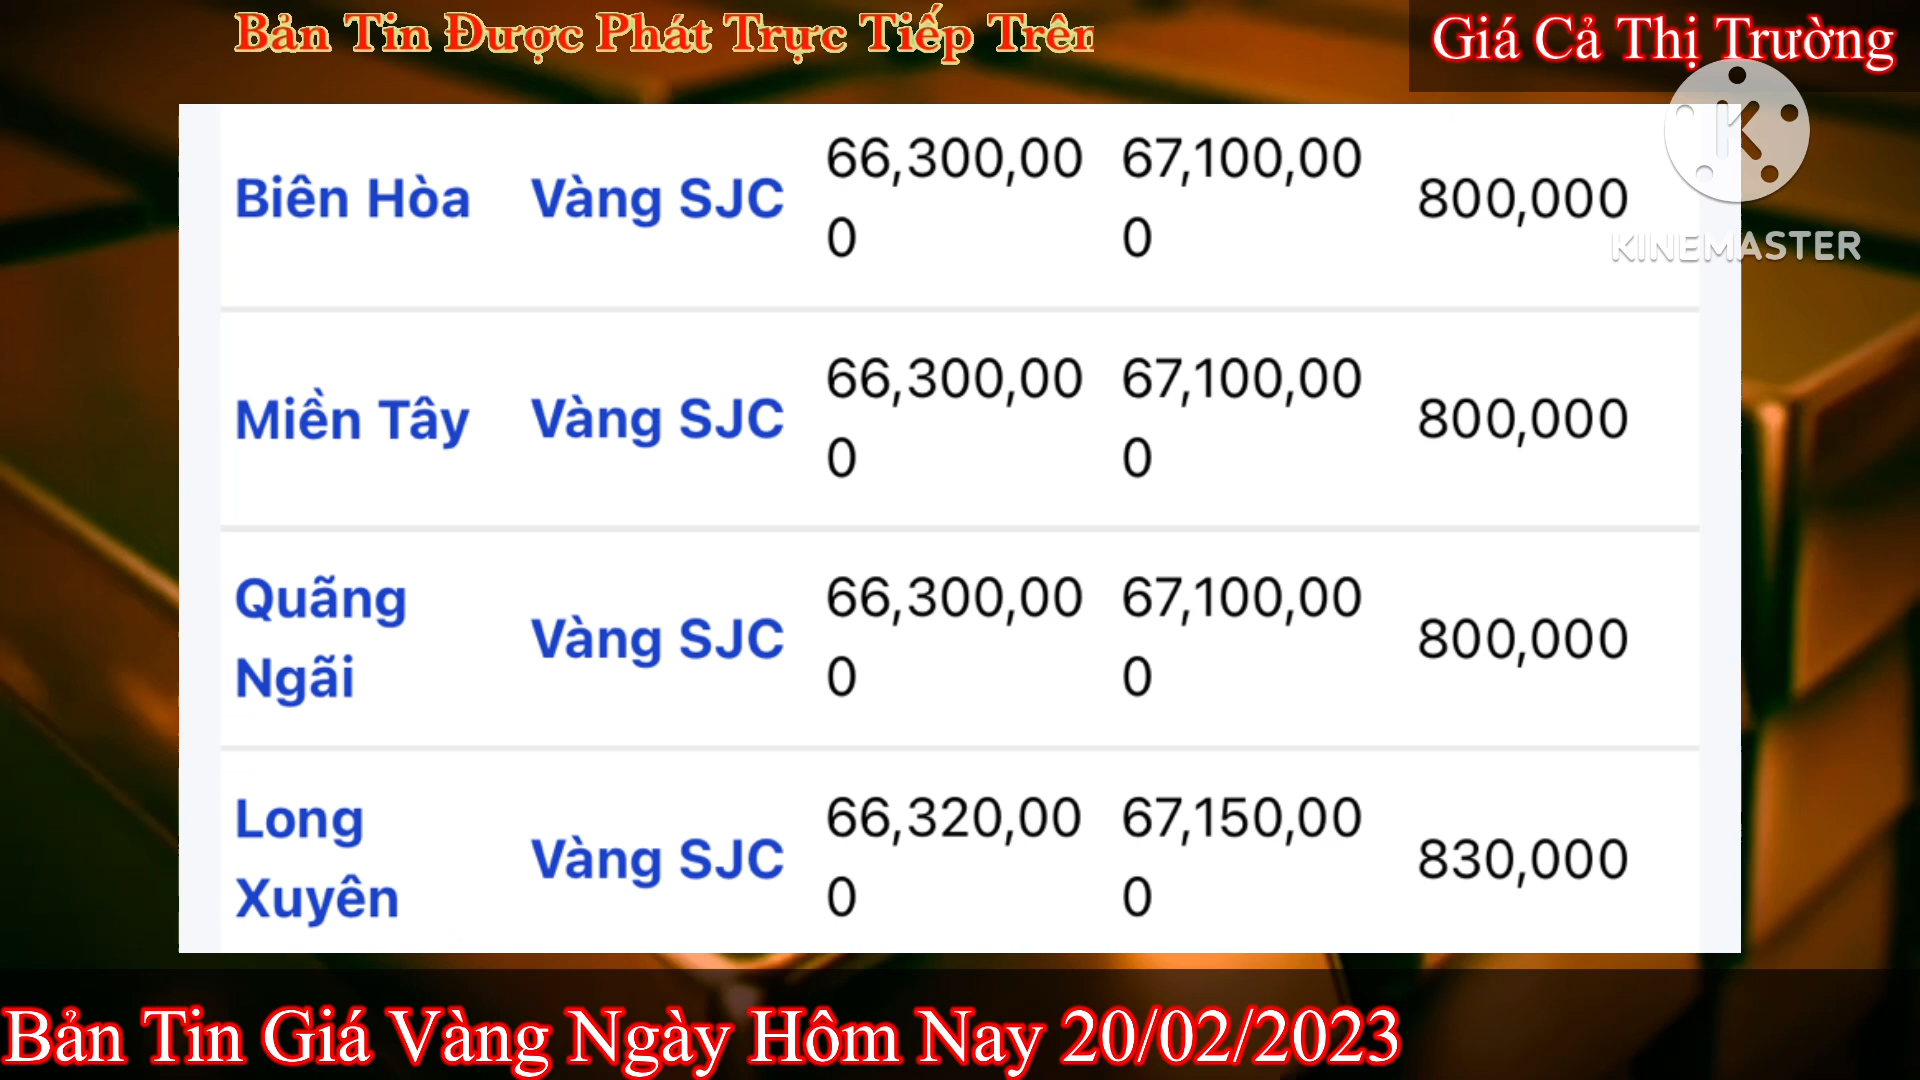 Bản Tin Được Phát Trực Tiếp Trên
Giá Cả Thị Trường
KINEMASTER
Biên Hòa Vàng SJC 66,300,00
0 67,100,00
0 800,000
Miền Tây Vàng SJC 66,300,00
0 67,100,00
0 800,000
Quãng
Ngãi Vàng SJC 66,300,00
0 67,100,00
0 800,000
Long
Xuyên Vàng SJC 66,320,00
0 67,150,00
0 830,000
Bản Tin Giá Vàng Ngày Hôm Nay 20/02/2023